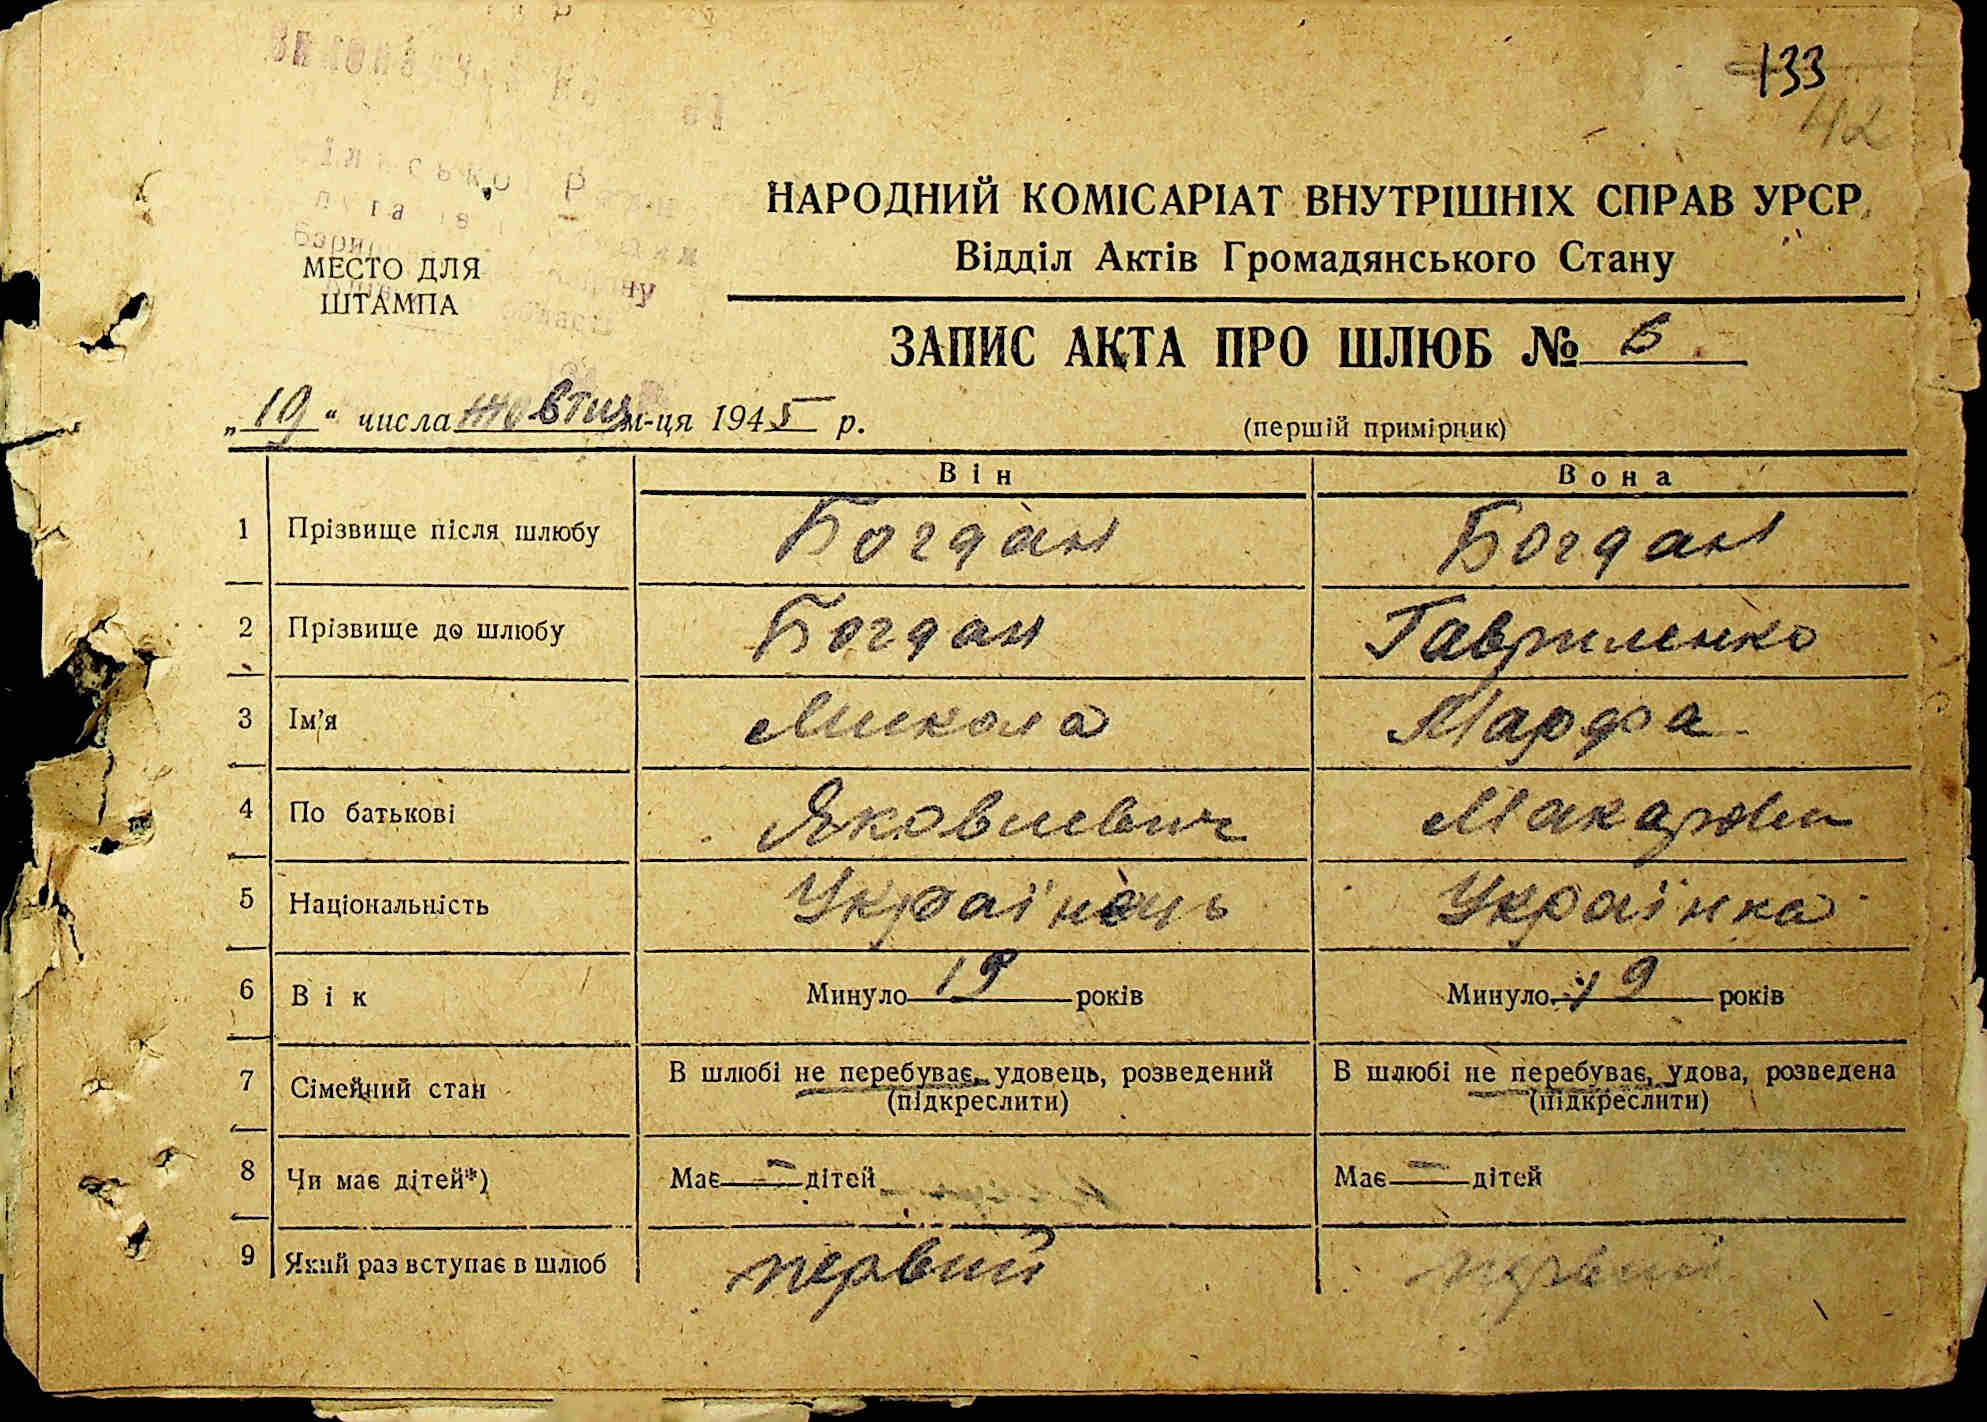 133
42
НАРОДНИЙ КОМІСАРІАТ ВНУТРІШНІХ СПРАВ УРСР
Відділ Актів Громадянського Стану
МЕСТО ДЛЯ
ШТАМПА
ЗАПИС АКТА ПРО ШЛЮБ № 6
„19“ числа жовтня м-ця 1945 р.
(першій примірник)
Він Вона
1 Прізвище після шлюбу Богдан Богдан
2 Прізвище до шлюбу Богдан Гавриленко
3 Ім'я Микола Марфа
4 По батькові Яковлевич
5 Національність Українець Українка
6 Вік Минуло 19 років Минуло 19 років
7 Сімейний стан В шлюбі не перебуває, удовець, розведений В шлюбі не перебуває, удова, розведена
(підкреслити) (підкреслити)
8 Чи має дітей*) Має — дітей Має — дітей
9 Який раз вступає в шлюб первий первий